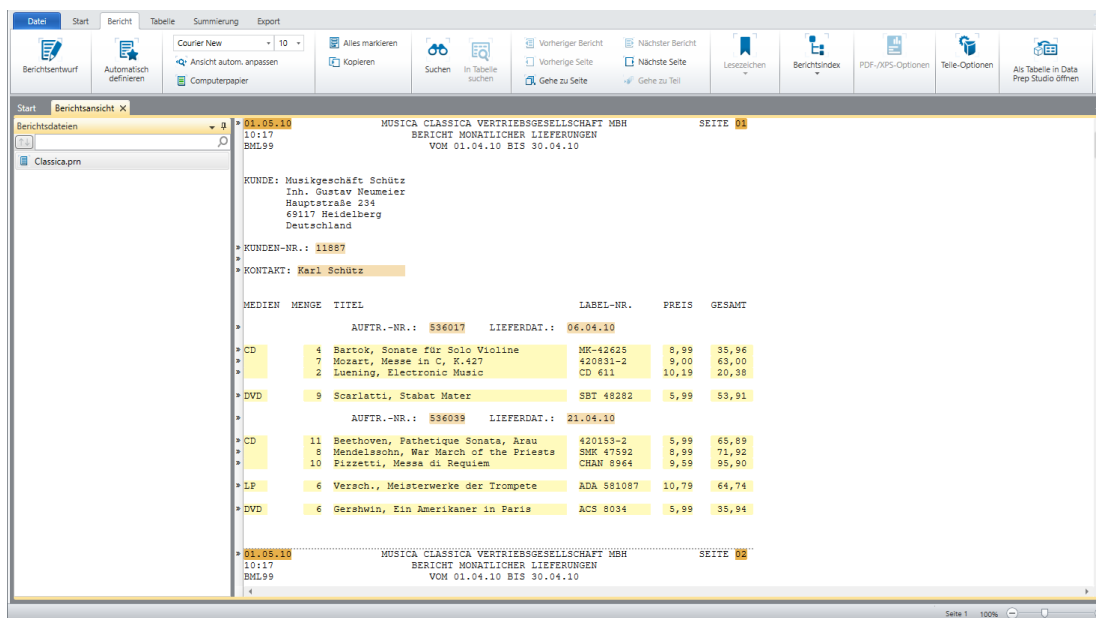 Datei Start Bericht Tabelle Summierung Export
Courier New 10 Alles markieren Vorheriger Bericht Nächster Bericht
Ansicht autom. anpassen Kopieren Vorherige Seite Nächste Seite
Computerpapier Gehe zu Seite Gehe zu Teil
Berichtsentwurf Automatisch definieren Suchen In Tabelle suchen Lesezeichen Berichtsindex PDF-/XPS-Optionen Teile-Optionen Als Tabelle in Data Prep Studio öffnen
Start Berichtsansicht X
Berichtsdateien
Classica.prn
» 01.05.10 MUSICA CLASSICA VERTRIEBSGESELLSCHAFT MBH SEITE 01
10:17 BERICHT MONATLICHER LIEFERUNGEN
BML99 VOM 01.04.10 BIS 30.04.10
KUNDE: Musikgeschäft Schütz
Inh. Gustav Neumeier
Hauptstraße 234
69117 Heidelberg
Deutschland
» KUNDEN-NR.: 11887
»
» KONTAKT: Karl Schütz
MEDIEN MENGE TITEL LABEL-NR. PREIS GESAMT
» AUFTR.-NR.: 536017 LIEFERDAT.: 06.04.10
» CD 4 Bartok, Sonate für Solo Violine MK-42625 8,99 35,96
» 7 Mozart, Messe in C, K.427 420831-2 9,00 63,00
» 2 Luening, Electronic Music CD 611 10,19 20,38
» DVD 9 Scarlatti, Stabat Mater SBT 48282 5,99 53,91
» AUFTR.-NR.: 536039 LIEFERDAT.: 21.04.10
» CD 11 Beethoven, Pathetique Sonata, Arau 420153-2 5,99 65,89
» 8 Mendelssohn, War March of the Priests SMK 47592 8,99 71,92
» 10 Pizzetti, Messa di Requiem CHAN 8964 9,59 95,90
» LP 6 Versch., Meisterwerke der Trompete ADA 581087 10,79 64,74
» DVD 6 Gershwin, Ein Amerikaner in Paris ACS 8034 5,99 35,94
» 01.05.10 MUSICA CLASSICA VERTRIEBSGESELLSCHAFT MBH SEITE 02
10:17 BERICHT MONATLICHER LIEFERUNGEN
BML99 VOM 01.04.10 BIS 30.04.10
Seite 1 100%